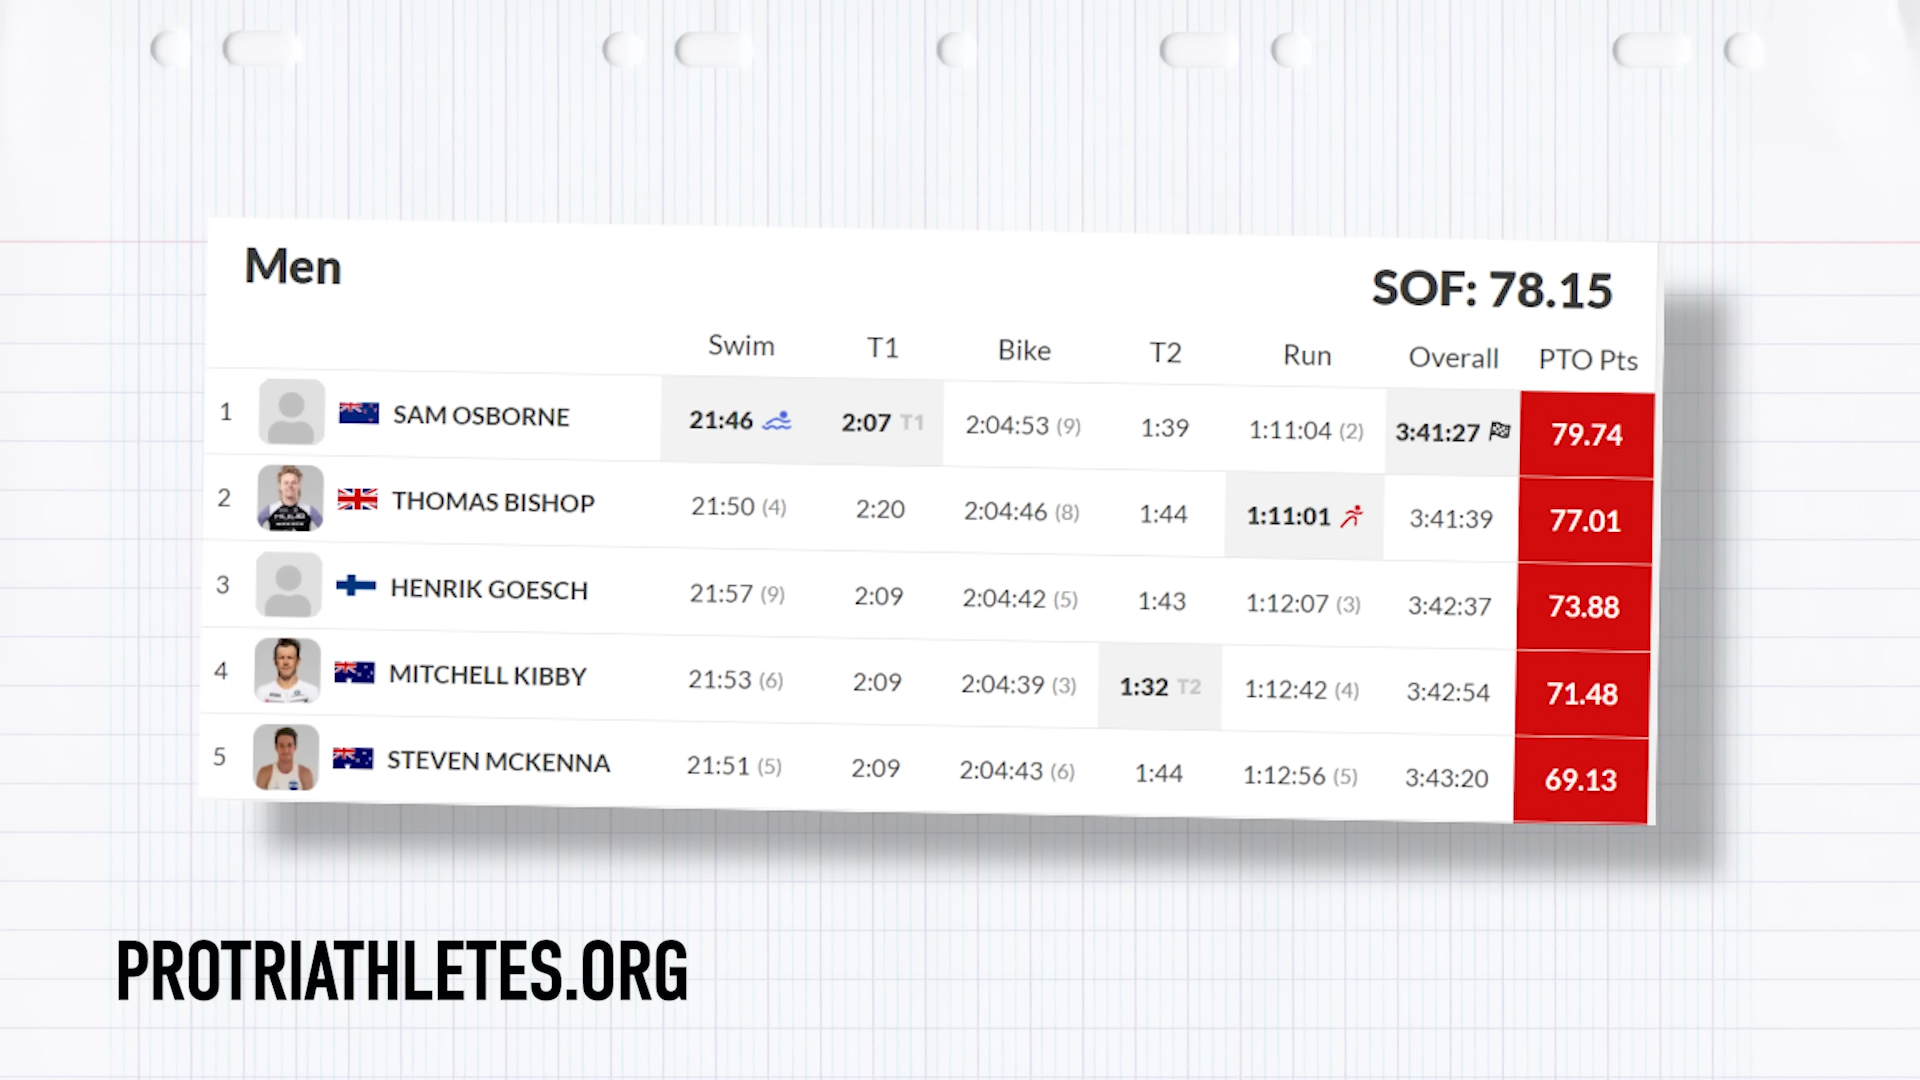 Men
SOF: 78.15
Swim T1 Bike T2 Run Overall PTO Pts
1 SAM OSBORNE 21:46 2:07 T1 2:04:53 (9) 1:39 1:11:04 (2) 3:41:27 79.74
2 THOMAS BISHOP 21:50 (4) 2:20 2:04:46 (8) 1:44 1:11:01 3:41:39 77.01
3 HENRIK GOESCH 21:57 (9) 2:09 2:04:42 (5) 1:43 1:12:07 (3) 3:42:37 73.88
4 MITCHELL KIBBY 21:53 (6) 2:09 2:04:39 (3) 1:32 T2 1:12:42 (4) 3:42:54 71.48
5 STEVEN MCKENNA 21:51 (5) 2:09 2:04:43 (6) 1:44 1:12:56 (5) 3:43:20 69.13
PROTRIATHLETES.ORG